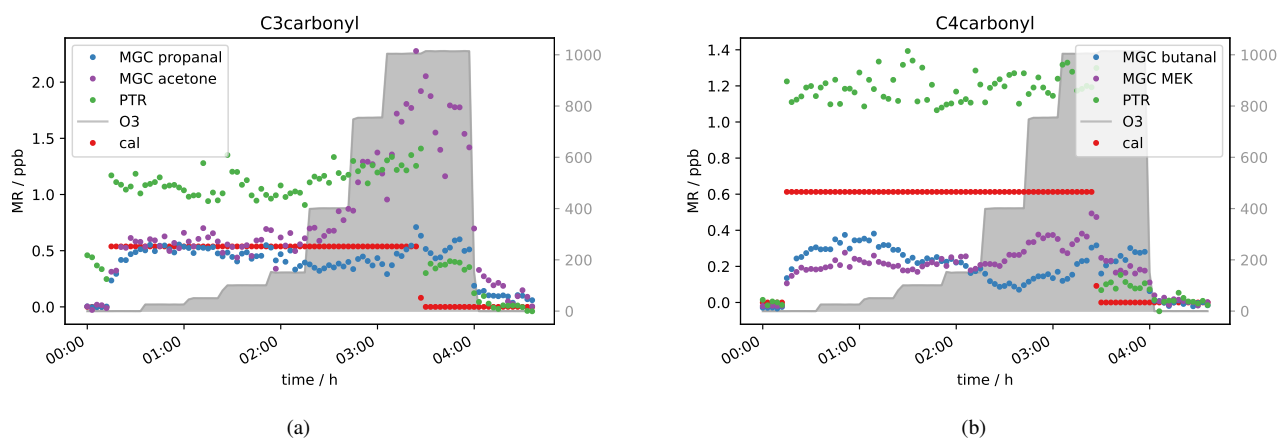 C3carbonyl
MR / ppb
2.0
1.5
1.0
0.5
0.0
MGC propanal
MGC acetone
PTR
O3
cal
1000
800
600
400
200
0
00:00
01:00
02:00
03:00
04:00
time / h
(a)
C4carbonyl
MR / ppb
1.4
1.2
1.0
0.8
0.6
0.4
0.2
0.0
MGC butanal
MGC MEK
PTR
O3
cal
1000
800
600
400
200
0
00:00
01:00
02:00
03:00
04:00
time / h
(b)